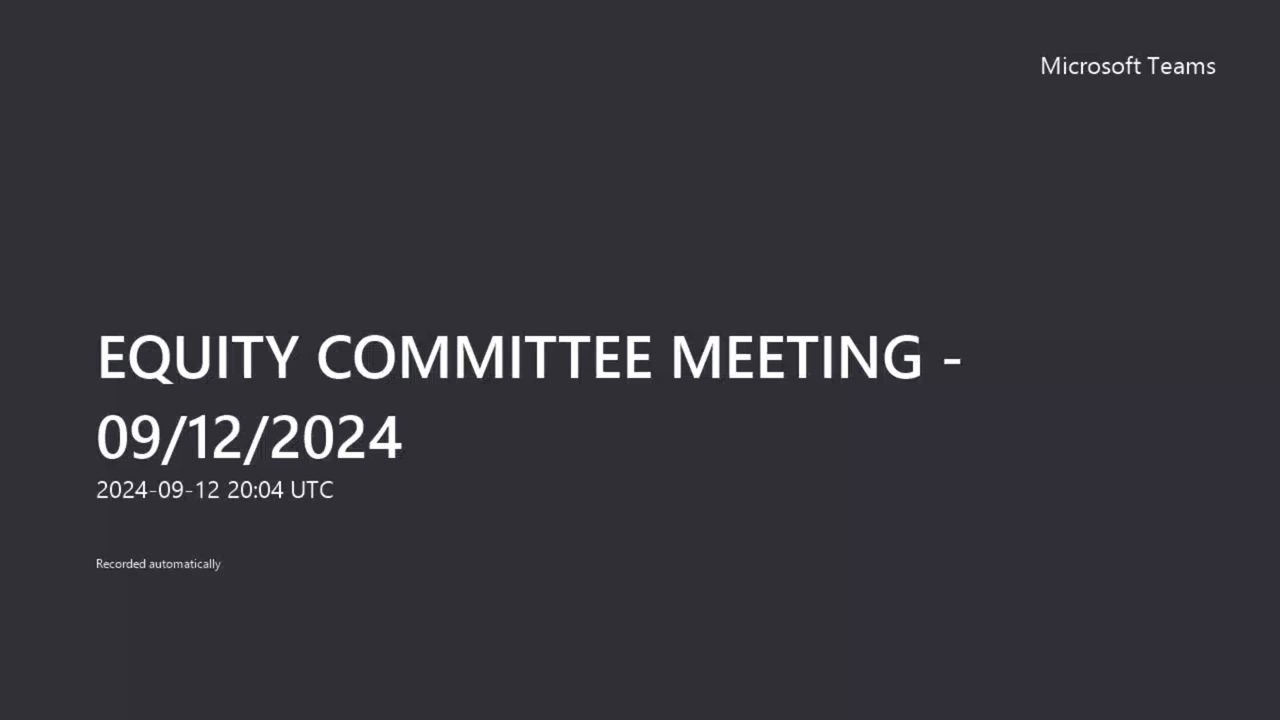 Microsoft Teams
EQUITY COMMITTEE MEETING -
09/12/2024
2024-09-12 20:04 UTC
Recorded automatically